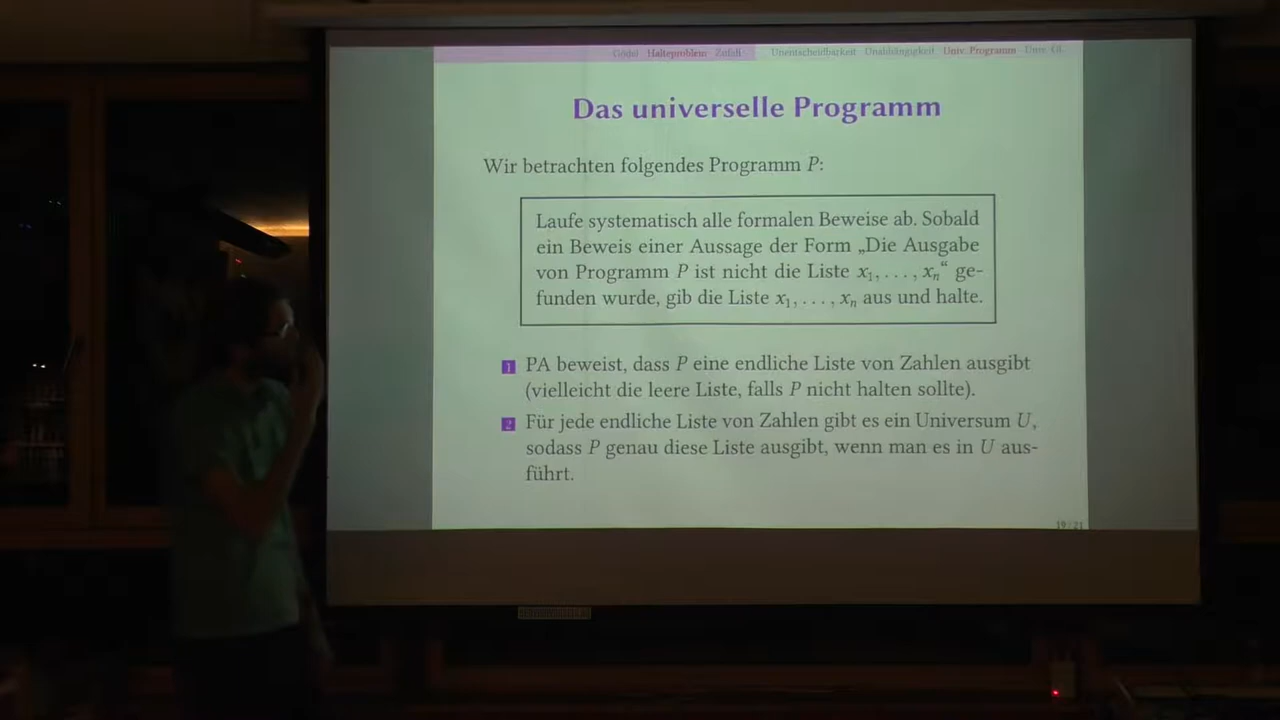 Gödel Halteproblem Zufall Unentscheidbarkeit Unabhängigkeit Univ. Programm
Das universelle Programm
Wir betrachten folgendes Programm P:
Laufe systematisch alle formalen Beweise ab. Sobald
ein Beweis einer Aussage der Form „Die Ausgabe
von Programm P ist nicht die Liste x₁, . . . , xₙ“ ge-
funden wurde, gib die Liste x₁, . . . , xₙ aus und halte.
1 PA beweist, dass P eine endliche Liste von Zahlen ausgibt
(vielleicht die leere Liste, falls P nicht halten sollte).
2 Für jede endliche Liste von Zahlen gibt es ein Universum U,
sodass P genau diese Liste ausgibt, wenn man es in U aus-
führt.
19 / 21